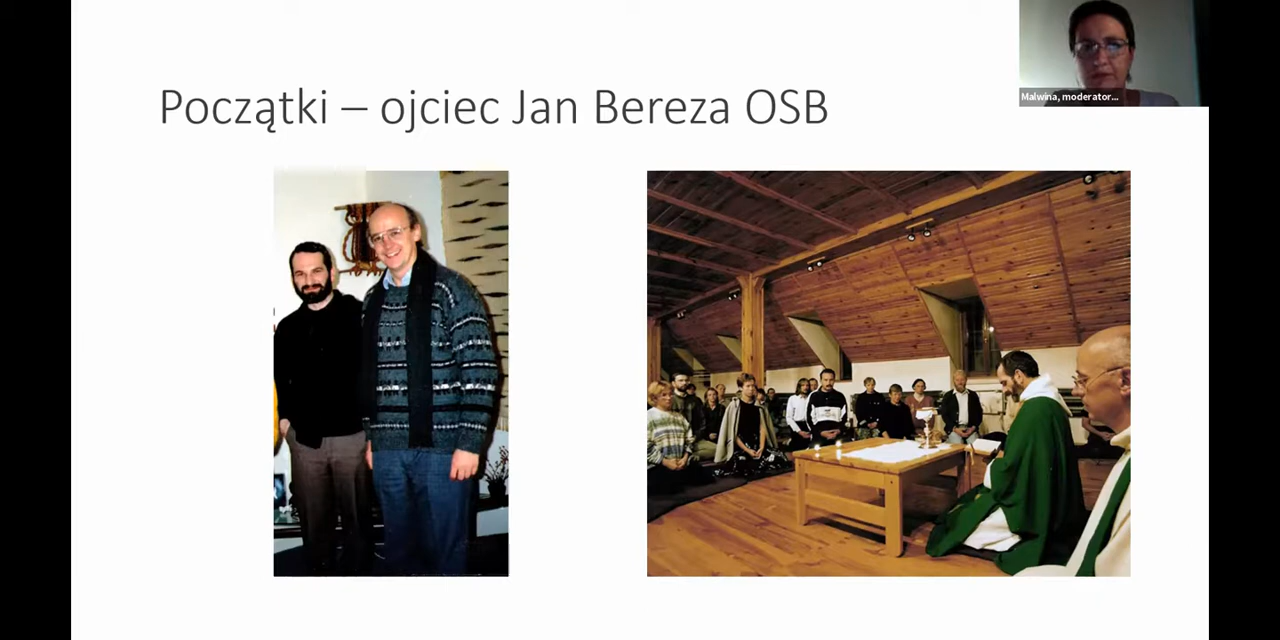 Początki – ojciec Jan Bereza OSB
Malwina, moderator...